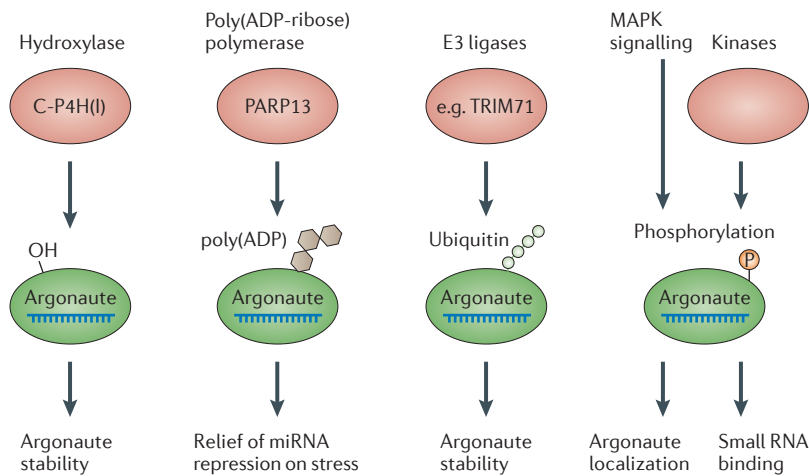 Hydroxylase
C-P4H(I)
OH
Argonaute
Argonaute
stability
Poly(ADP-ribose)
polymerase
PARP13
poly(ADP)
Argonaute
Relief of miRNA
repression on stress
E3 ligases
e.g. TRIM71
Ubiquitin
Argonaute
Argonaute
stability
MAPK
signalling
Kinases
Phosphorylation
P
Argonaute
Argonaute
localization
Small RNA
binding